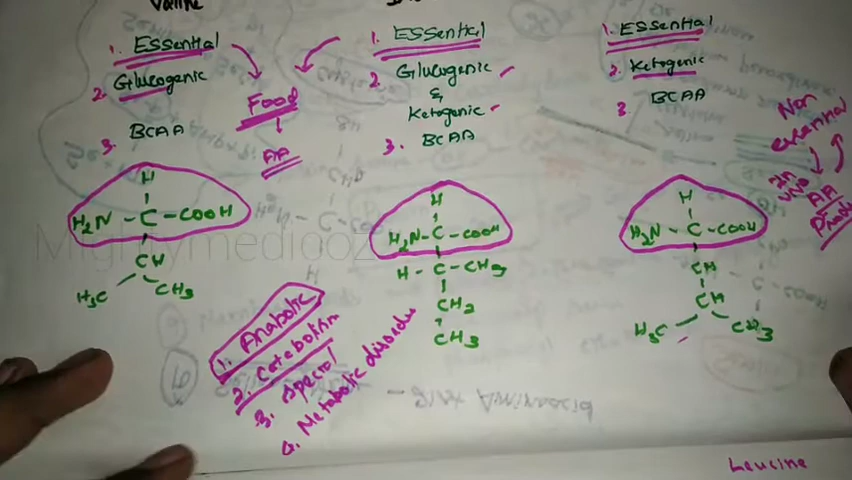 Valine
1. Essential
2. Glucogenic
3. BCAA
Food
AA
H
H₂N - C - COOH
CH
H₃C CH₃
1. Essential
2. Glucogenic
&
Ketogenic
3. BCAA
H
H₂N - C - COOH
H - C - CH₃
CH₂
CH₃
1. Essential
2. Ketogenic
3. BCAA
Non
essential
AA
H
H₂N - C - COOH
CH
CH
H₃C CH₃
1. Anabolic
2. Catabolism
3. Special
4. Metabolic disorder
Mightymediooz
Leucine